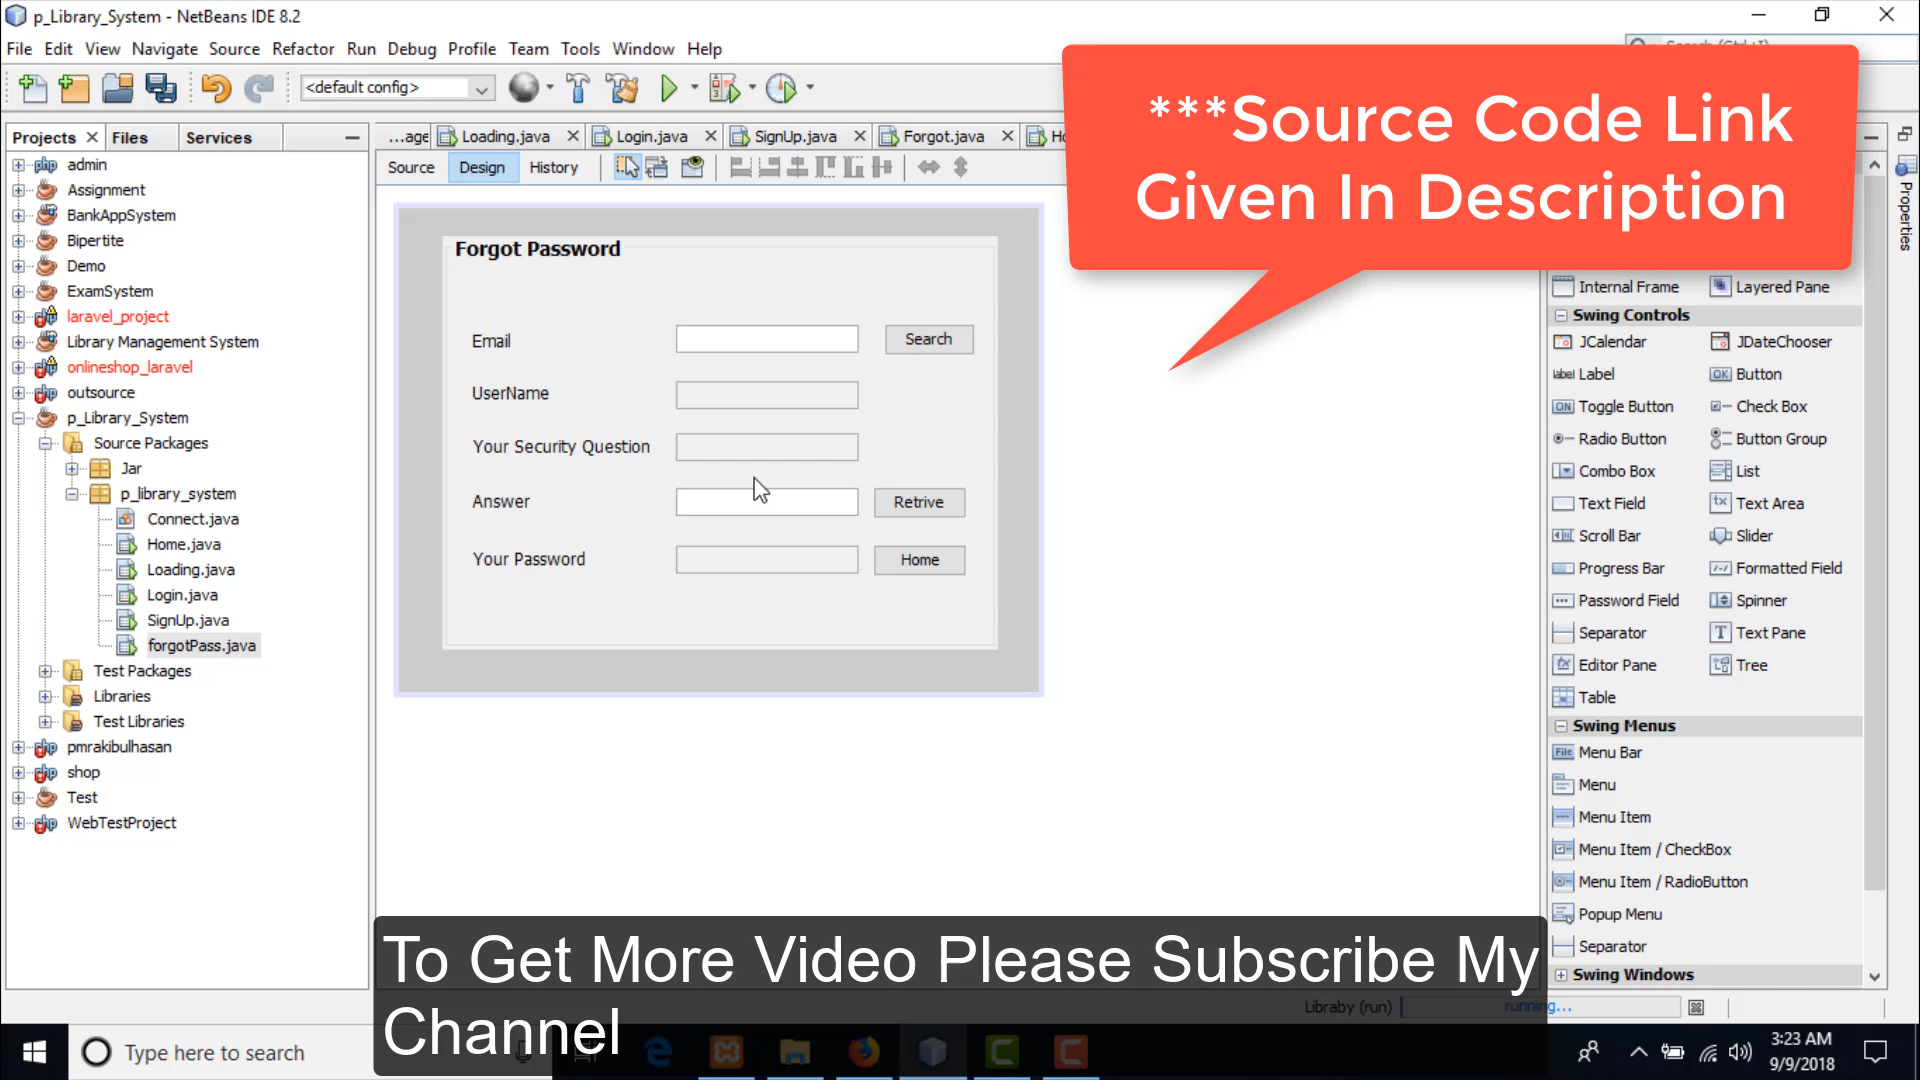 p_Library_System - NetBeans IDE 8.2
File Edit View Navigate Source Refactor Run Debug Profile Team Tools Window Help
<default config>
***Source Code Link
Given In Description
Projects Files Services
...age Loading.java Login.java SignUp.java Forgot.java
Source Design History
admin
Assignment
BankAppSystem
Bipertite
Demo
ExamSystem
laravel_project
Library Management System
onlineshop_laravel
outsource
p_Library_System
Source Packages
Jar
p_library_system
Connect.java
Home.java
Loading.java
Login.java
SignUp.java
forgotPass.java
Test Packages
Libraries
Test Libraries
pmrakibulhasan
shop
Test
WebTestProject
Forgot Password
Email Search
UserName
Your Security Question
Answer Retrive
Your Password Home
Properties
Internal Frame Layered Pane
Swing Controls
JCalendar JDateChooser
label Label OK Button
ON Toggle Button Check Box
Radio Button Button Group
Combo Box List
Text Field Text Area
Scroll Bar Slider
Progress Bar Formatted Field
Password Field Spinner
Separator Text Pane
Editor Pane Tree
Table
Swing Menus
File Menu Bar
Menu
Menu Item
Menu Item / CheckBox
Menu Item / RadioButton
Popup Menu
Separator
Swing Windows
To Get More Video Please Subscribe My
Channel
Libraby (run) running...
Type here to search
3:23 AM
9/9/2018